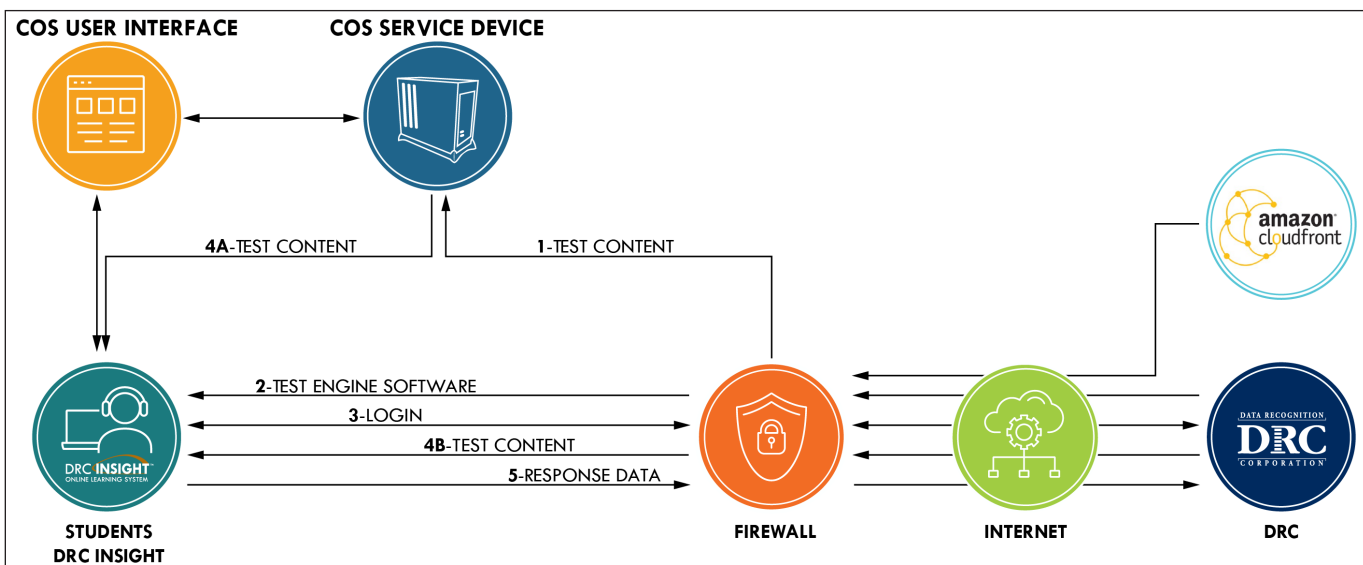 COS USER INTERFACE
COS SERVICE DEVICE
amazon
cloudfront
4A-TEST CONTENT
1-TEST CONTENT
2-TEST ENGINE SOFTWARE
3-LOGIN
4B-TEST CONTENT
5-RESPONSE DATA
DRC INSIGHT™
ONLINE LEARNING SYSTEM
DATA RECOGNITION
DRC
CORPORATION
STUDENTS
DRC INSIGHT
FIREWALL
INTERNET
DRC